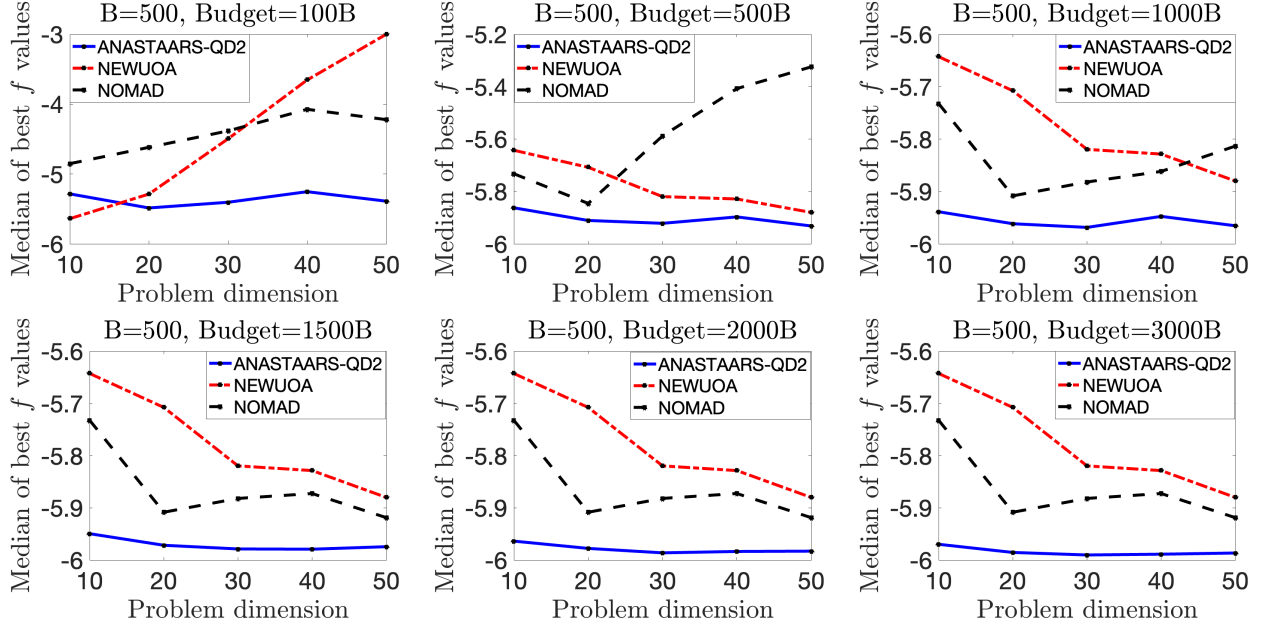 B=500, Budget=100B
Median of best f values
-3
-4
-5
-6
ANASTAARS-QD2
NEWUOA
NOMAD
10 20 30 40 50
Problem dimension
B=500, Budget=500B
Median of best f values
-5.2
-5.4
-5.6
-5.8
-6
ANASTAARS-QD2
NEWUOA
NOMAD
10 20 30 40 50
Problem dimension
B=500, Budget=1000B
Median of best f values
-5.6
-5.7
-5.8
-5.9
-6
ANASTAARS-QD2
NEWUOA
NOMAD
10 20 30 40 50
Problem dimension
B=500, Budget=1500B
Median of best f values
-5.6
-5.7
-5.8
-5.9
-6
ANASTAARS-QD2
NEWUOA
NOMAD
10 20 30 40 50
Problem dimension
B=500, Budget=2000B
Median of best f values
-5.6
-5.7
-5.8
-5.9
-6
ANASTAARS-QD2
NEWUOA
NOMAD
10 20 30 40 50
Problem dimension
B=500, Budget=3000B
Median of best f values
-5.6
-5.7
-5.8
-5.9
-6
ANASTAARS-QD2
NEWUOA
NOMAD
10 20 30 40 50
Problem dimension